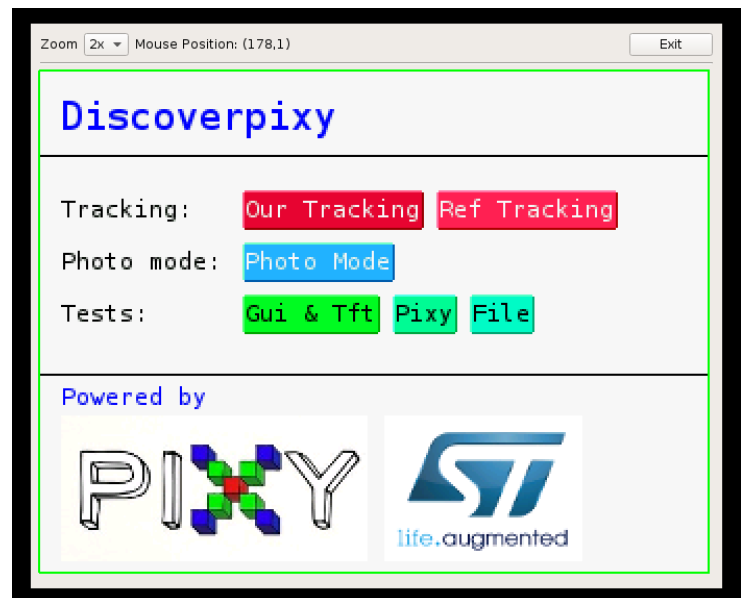 Zoom 2x Mouse Position: (178,1) Exit
Discoverpixy
Tracking: Our Tracking Ref Tracking
Photo mode: Photo Mode
Tests: Gui & Tft Pixy File
Powered by
PIXY ST
life.augmented